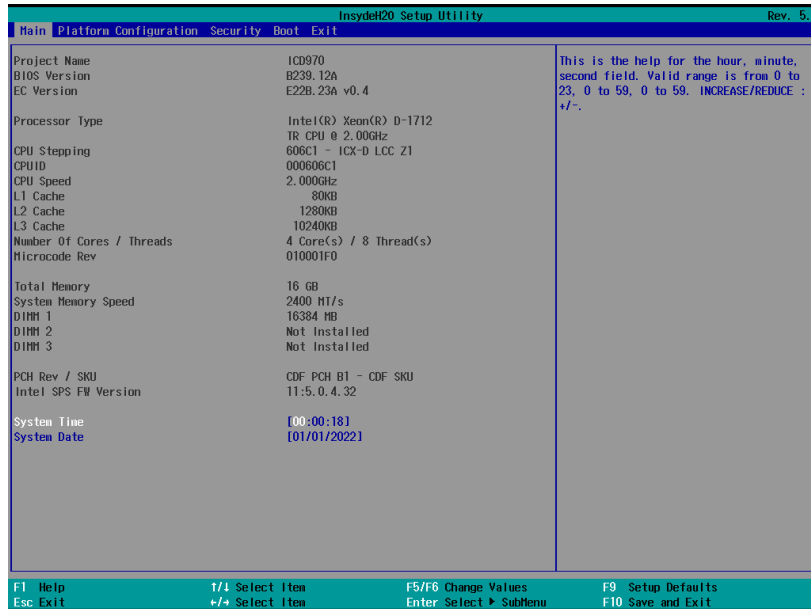 InsydeH2O Setup Utility Rev. 5.
Main Platform Configuration Security Boot Exit
Project Name ICD970
BIOS Version B239.12A
EC Version E22B.23A v0.4
Processor Type Intel(R) Xeon(R) D-1712
TR CPU @ 2.00GHz
CPU Stepping 606C1 - ICX-D LCC Z1
CPUID 000606C1
CPU Speed 2.000GHz
L1 Cache 80KB
L2 Cache 1280KB
L3 Cache 10240KB
Number Of Cores / Threads 4 Core(s) / 8 Thread(s)
Microcode Rev 010001F0
Total Memory 16 GB
System Memory Speed 2400 MT/s
DIMM 1 16384 MB
DIMM 2 Not Installed
DIMM 3 Not Installed
PCH Rev / SKU CDF PCH B1 - CDF SKU
Intel SPS FW Version 11:5.0.4.32
System Time [00:00:18]
System Date [01/01/2022]
This is the help for the hour, minute,
second field. Valid range is from 0 to
23, 0 to 59, 0 to 59. INCREASE/REDUCE :
+/-.
F1 Help ↑/↓ Select Item F5/F6 Change Values F9 Setup Defaults
Esc Exit ←/→ Select Item Enter Select ▶ SubMenu F10 Save and Exit